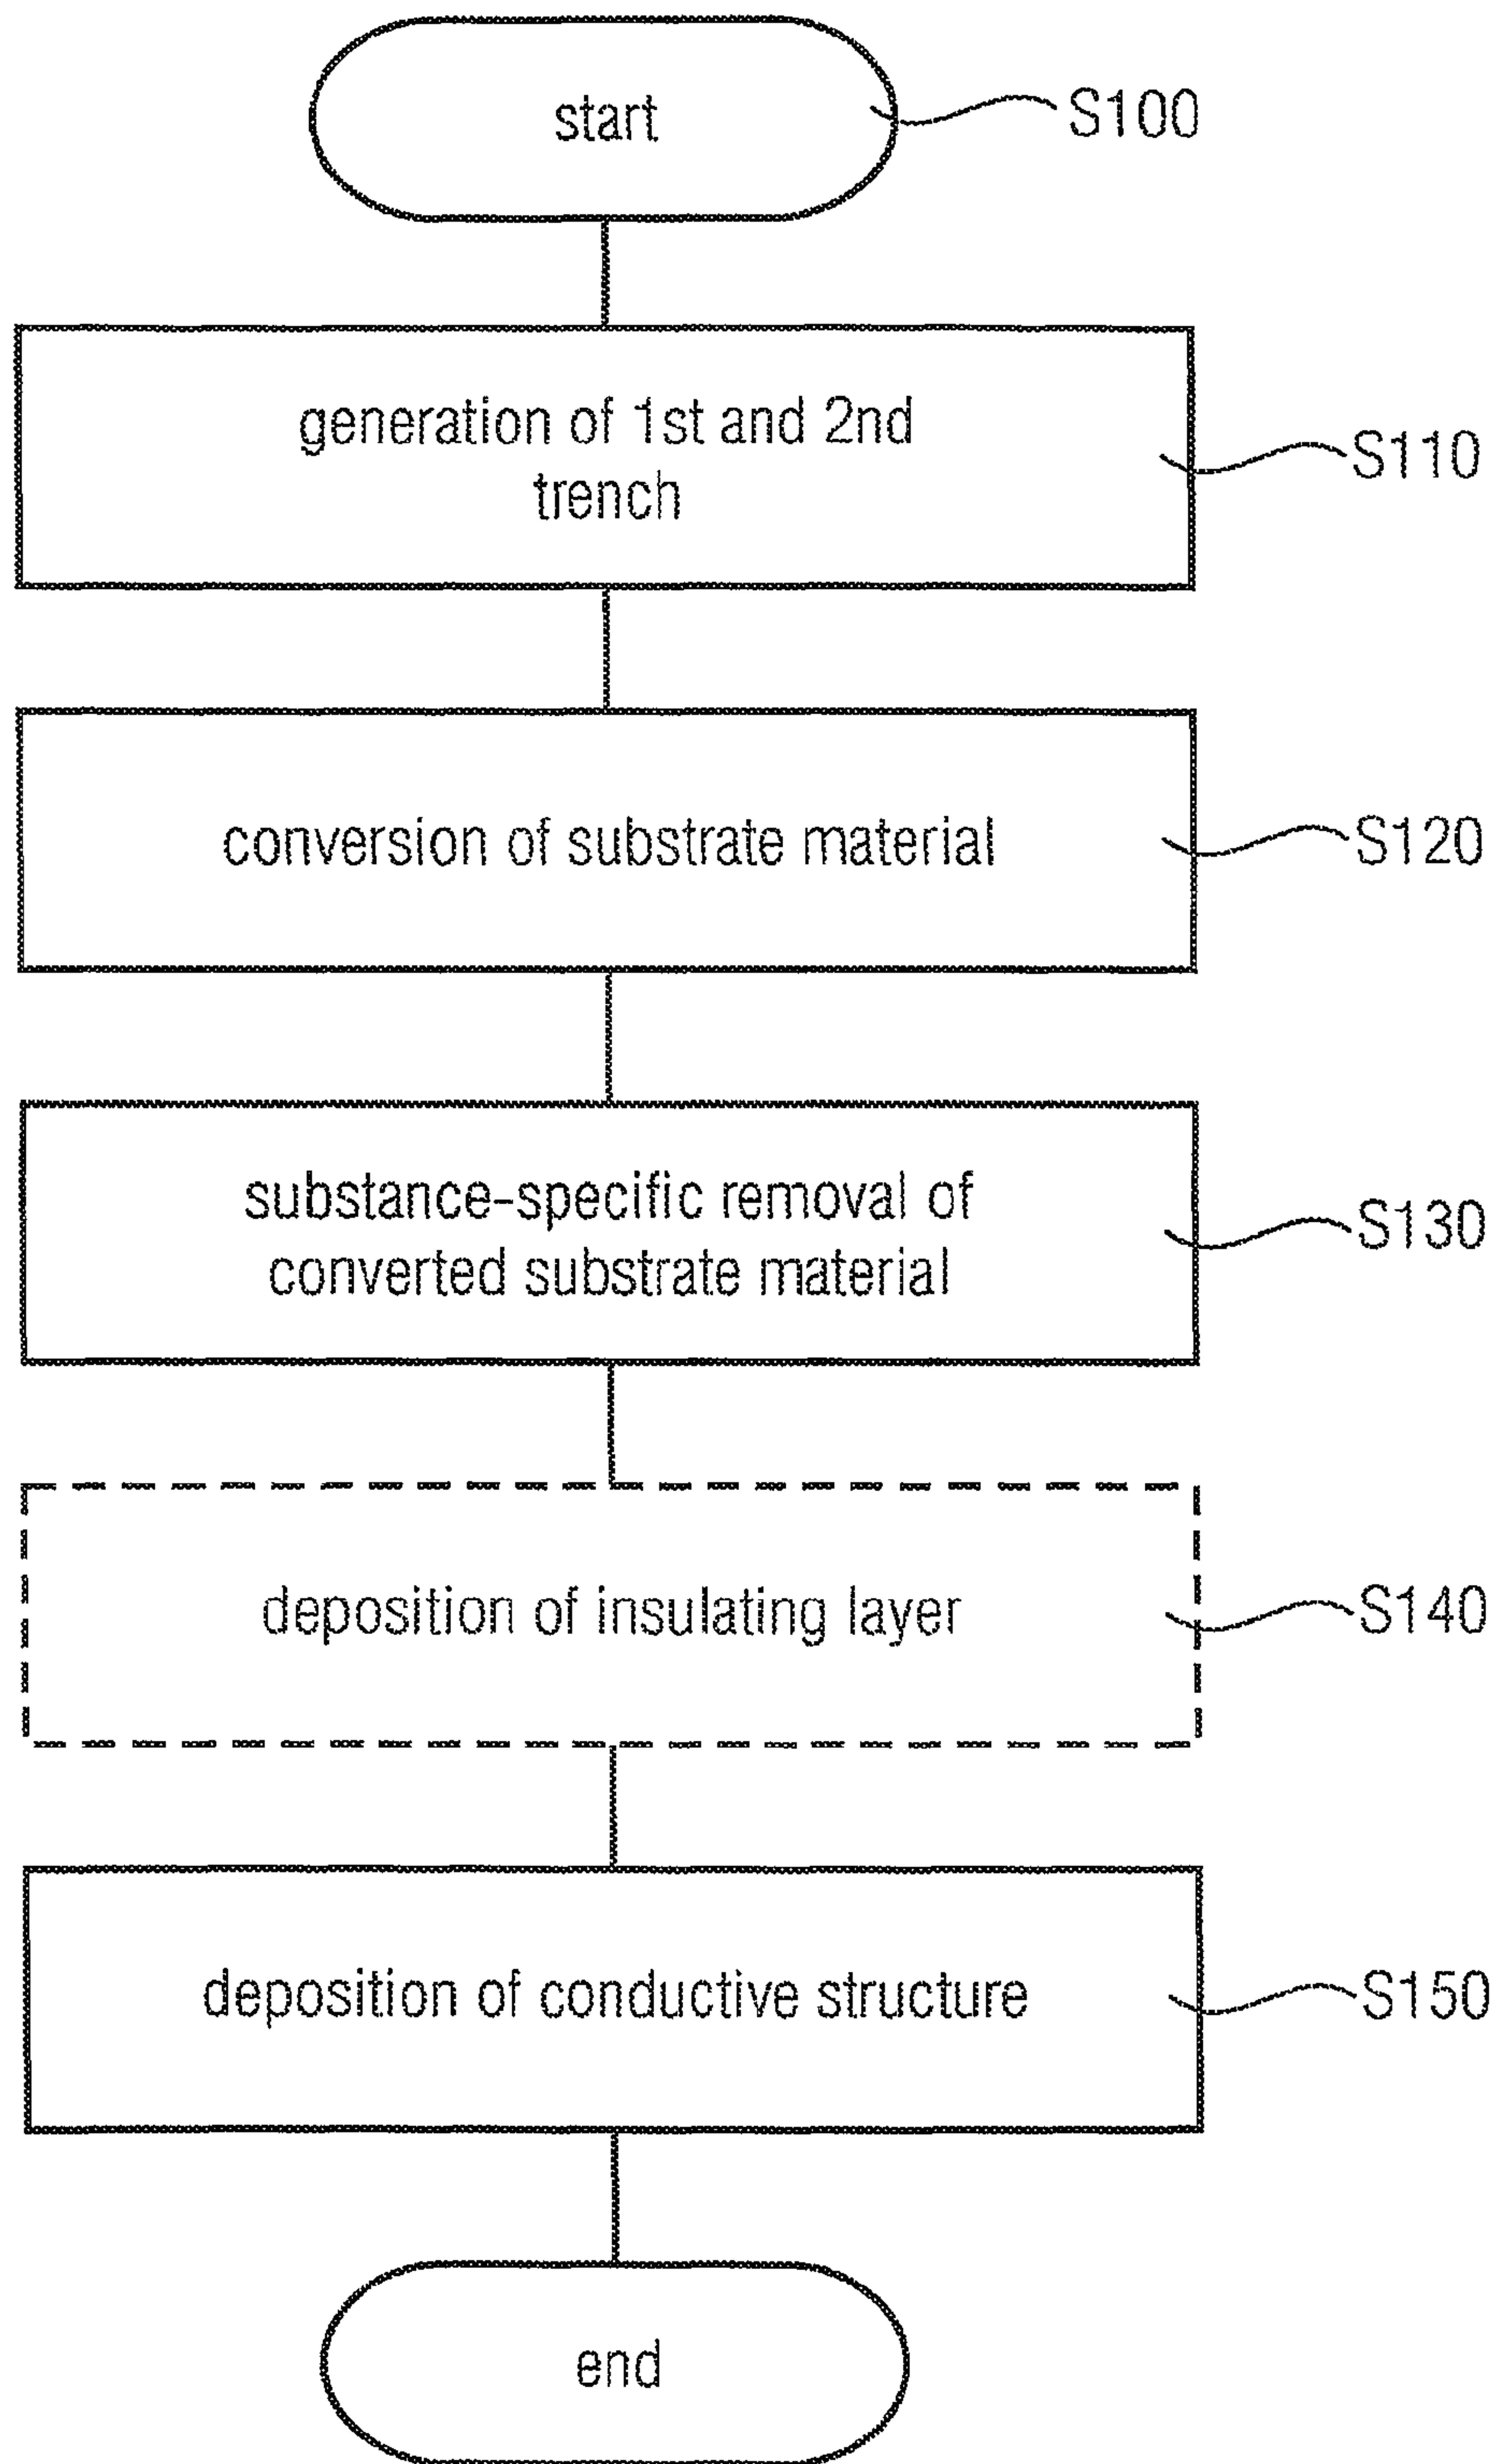 start
S100
generation of 1st and 2nd
trench
S110
conversion of substrate material
S120
substance-specific removal of
converted substrate material
S130
deposition of insulating layer
S140
deposition of conductive structure
S150
end